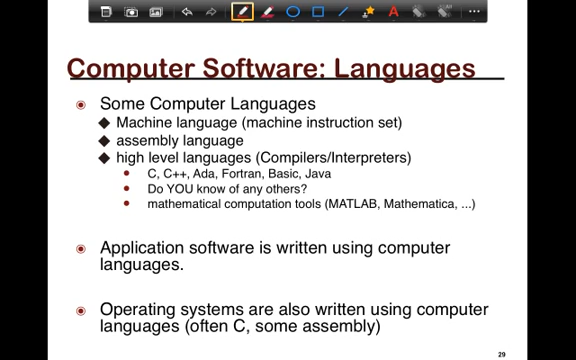 Computer Software: Languages
Some Computer Languages
Machine language (machine instruction set)
assembly language
high level languages (Compilers/Interpreters)
C, C++, Ada, Fortran, Basic, Java
Do YOU know of any others?
mathematical computation tools (MATLAB, Mathematica, ...)
Application software is written using computer
languages.
Operating systems are also written using computer
languages (often C, some assembly)
29